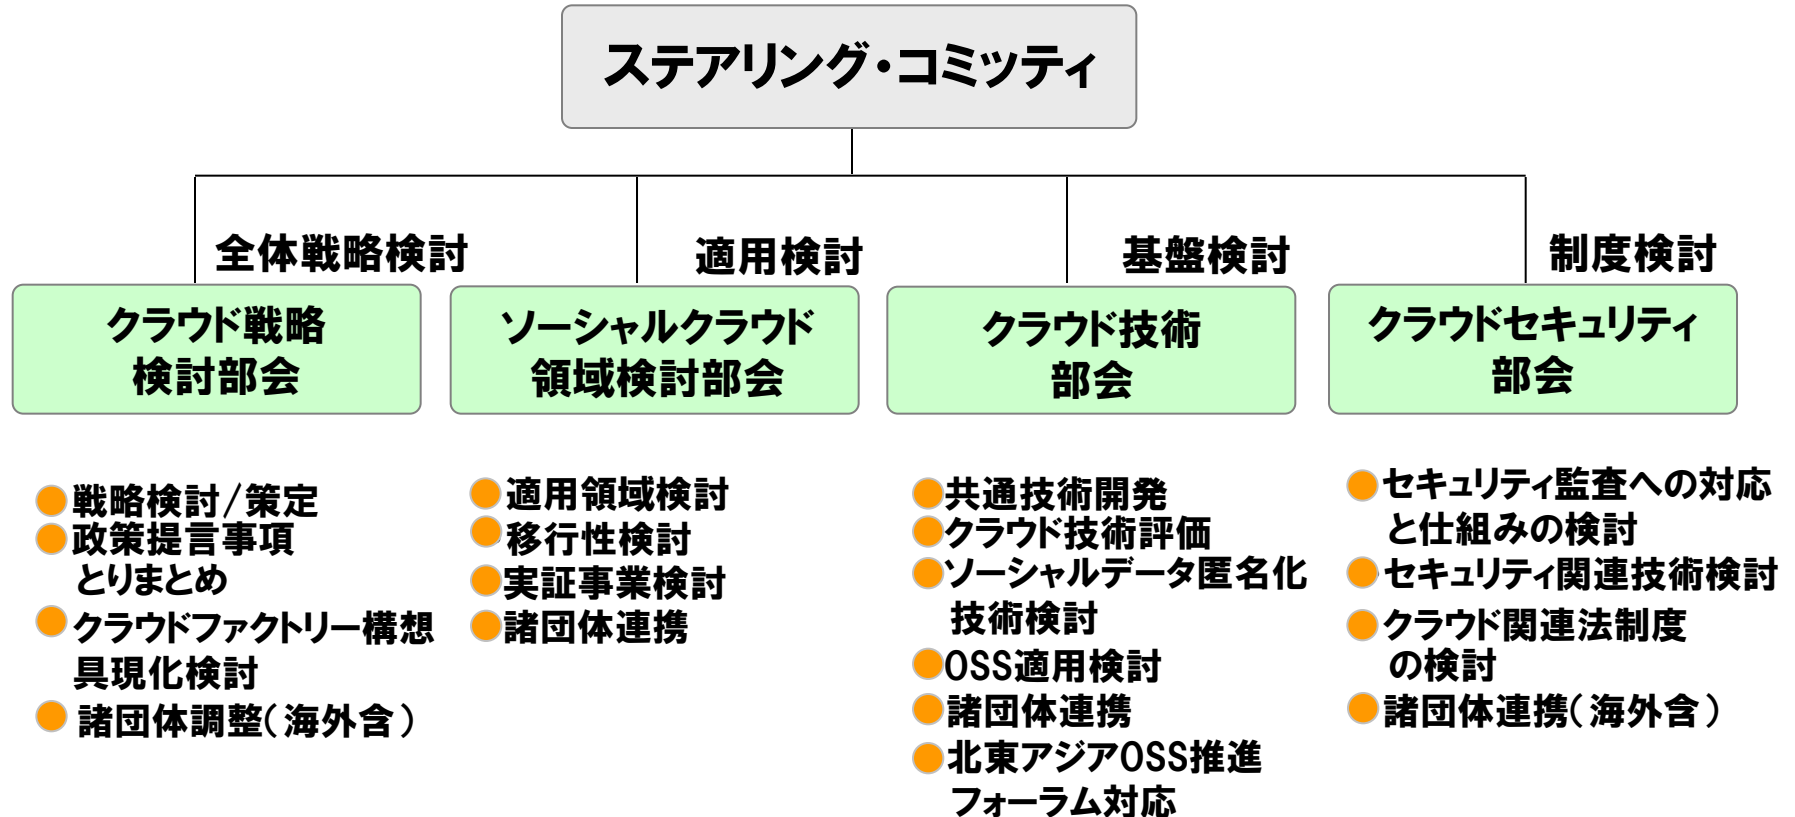 ステアリング・コミッティ
全体戦略検討
適用検討
基盤検討
制度検討
クラウド戦略
検討部会
ソーシャルクラウド
領域検討部会
クラウド技術
部会
クラウドセキュリティ
部会
戦略検討/策定
政策提言事項
とりまとめ
クラウドファクトリー構想
具現化検討
諸団体調整(海外含)
適用領域検討
移行性検討
実証事業検討
諸団体連携
共通技術開発
クラウド技術評価
ソーシャルデータ匿名化
技術検討
OSS適用検討
諸団体連携
北東アジアOSS推進
フォーラム対応
セキュリティ監査への対応
と仕組みの検討
セキュリティ関連技術検討
クラウド関連法制度
の検討
諸団体連携(海外含)